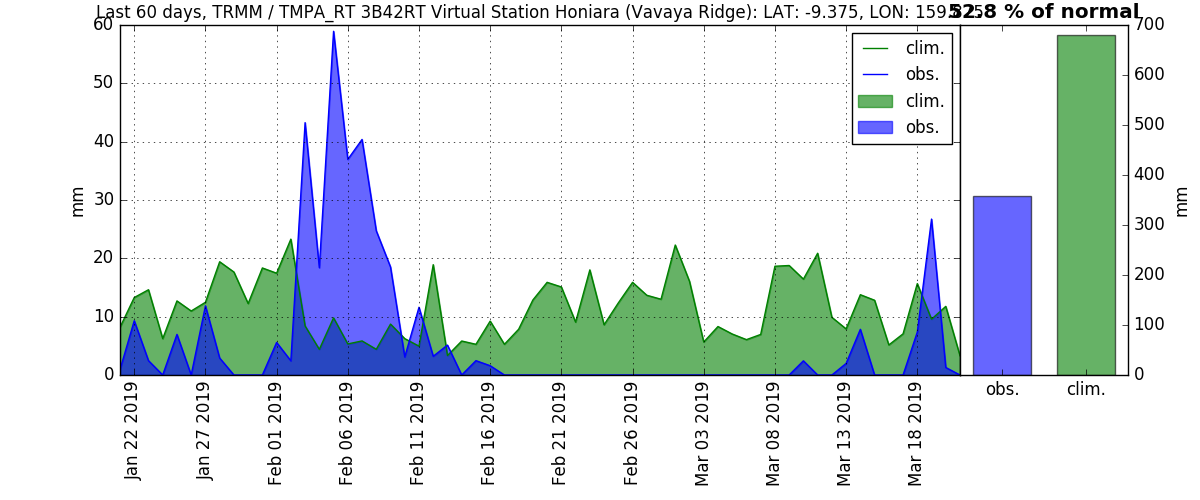 Last 60 days, TRMM / TMPA_RT 3B42RT Virtual Station Honiara (Vavaya Ridge): LAT: -9.375, LON:
52.8 % of normal
60
50
40
30
20
10
0
mm
clim.
obs.
clim.
obs.
700
600
500
400
300
200
100
0
mm
obs.
clim.
Jan 22 2019
Jan 27 2019
Feb 01 2019
Feb 06 2019
Feb 11 2019
Feb 16 2019
Feb 21 2019
Feb 26 2019
Mar 03 2019
Mar 08 2019
Mar 13 2019
Mar 18 2019